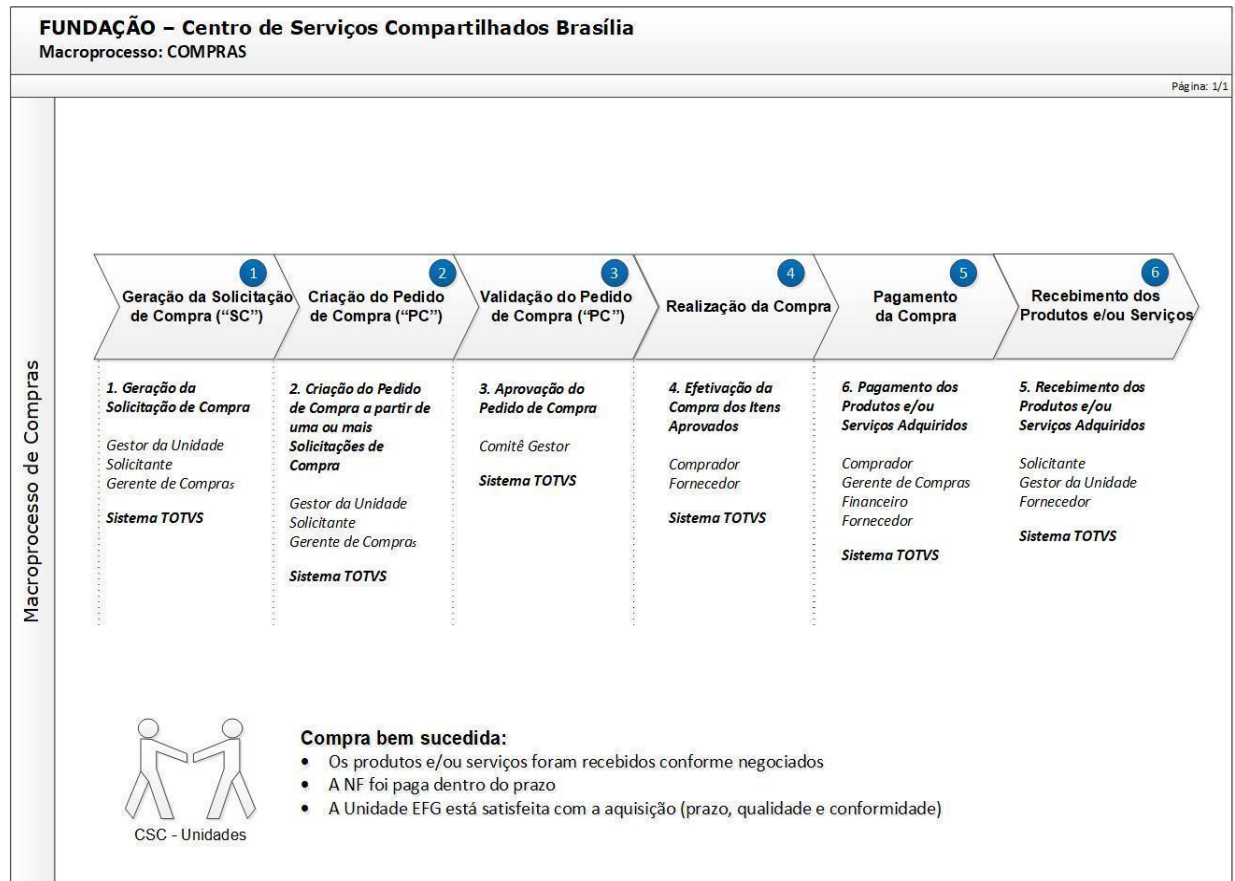 FUNDAÇÃO – Centro de Serviços Compartilhados Brasília
Macroprocesso: COMPRAS
Página: 1/1
Macroprocesso de Compras
1
Geração da Solicitação
de Compra (“SC”)
2
Criação do Pedido
de Compra (“PC”)
3
Validação do Pedido
de Compra (“PC”)
4
Realização da Compra
5
Pagamento
da Compra
6
Recebimento dos
Produtos e/ou Serviços
1. Geração da
Solicitação de Compra
Gestor da Unidade
Solicitante
Gerente de Compras
Sistema TOTVS
2. Criação do Pedido
de Compra a partir de
uma ou mais
Solicitações de
Compra
Gestor da Unidade
Solicitante
Gerente de Compras
Sistema TOTVS
3. Aprovação do
Pedido de Compra
Comitê Gestor
Sistema TOTVS
4. Efetivação da
Compra dos Itens
Aprovados
Comprador
Fornecedor
Sistema TOTVS
6. Pagamento dos
Produtos e/ou
Serviços Adquiridos
Comprador
Gerente de Compras
Financeiro
Fornecedor
Sistema TOTVS
5. Recebimento dos
Produtos e/ou
Serviços Adquiridos
Solicitante
Gestor da Unidade
Fornecedor
Sistema TOTVS
CSC - Unidades
Compra bem sucedida:
• Os produtos e/ou serviços foram recebidos conforme negociados
• A NF foi paga dentro do prazo
• A Unidade EFG está satisfeita com a aquisição (prazo, qualidade e conformidade)